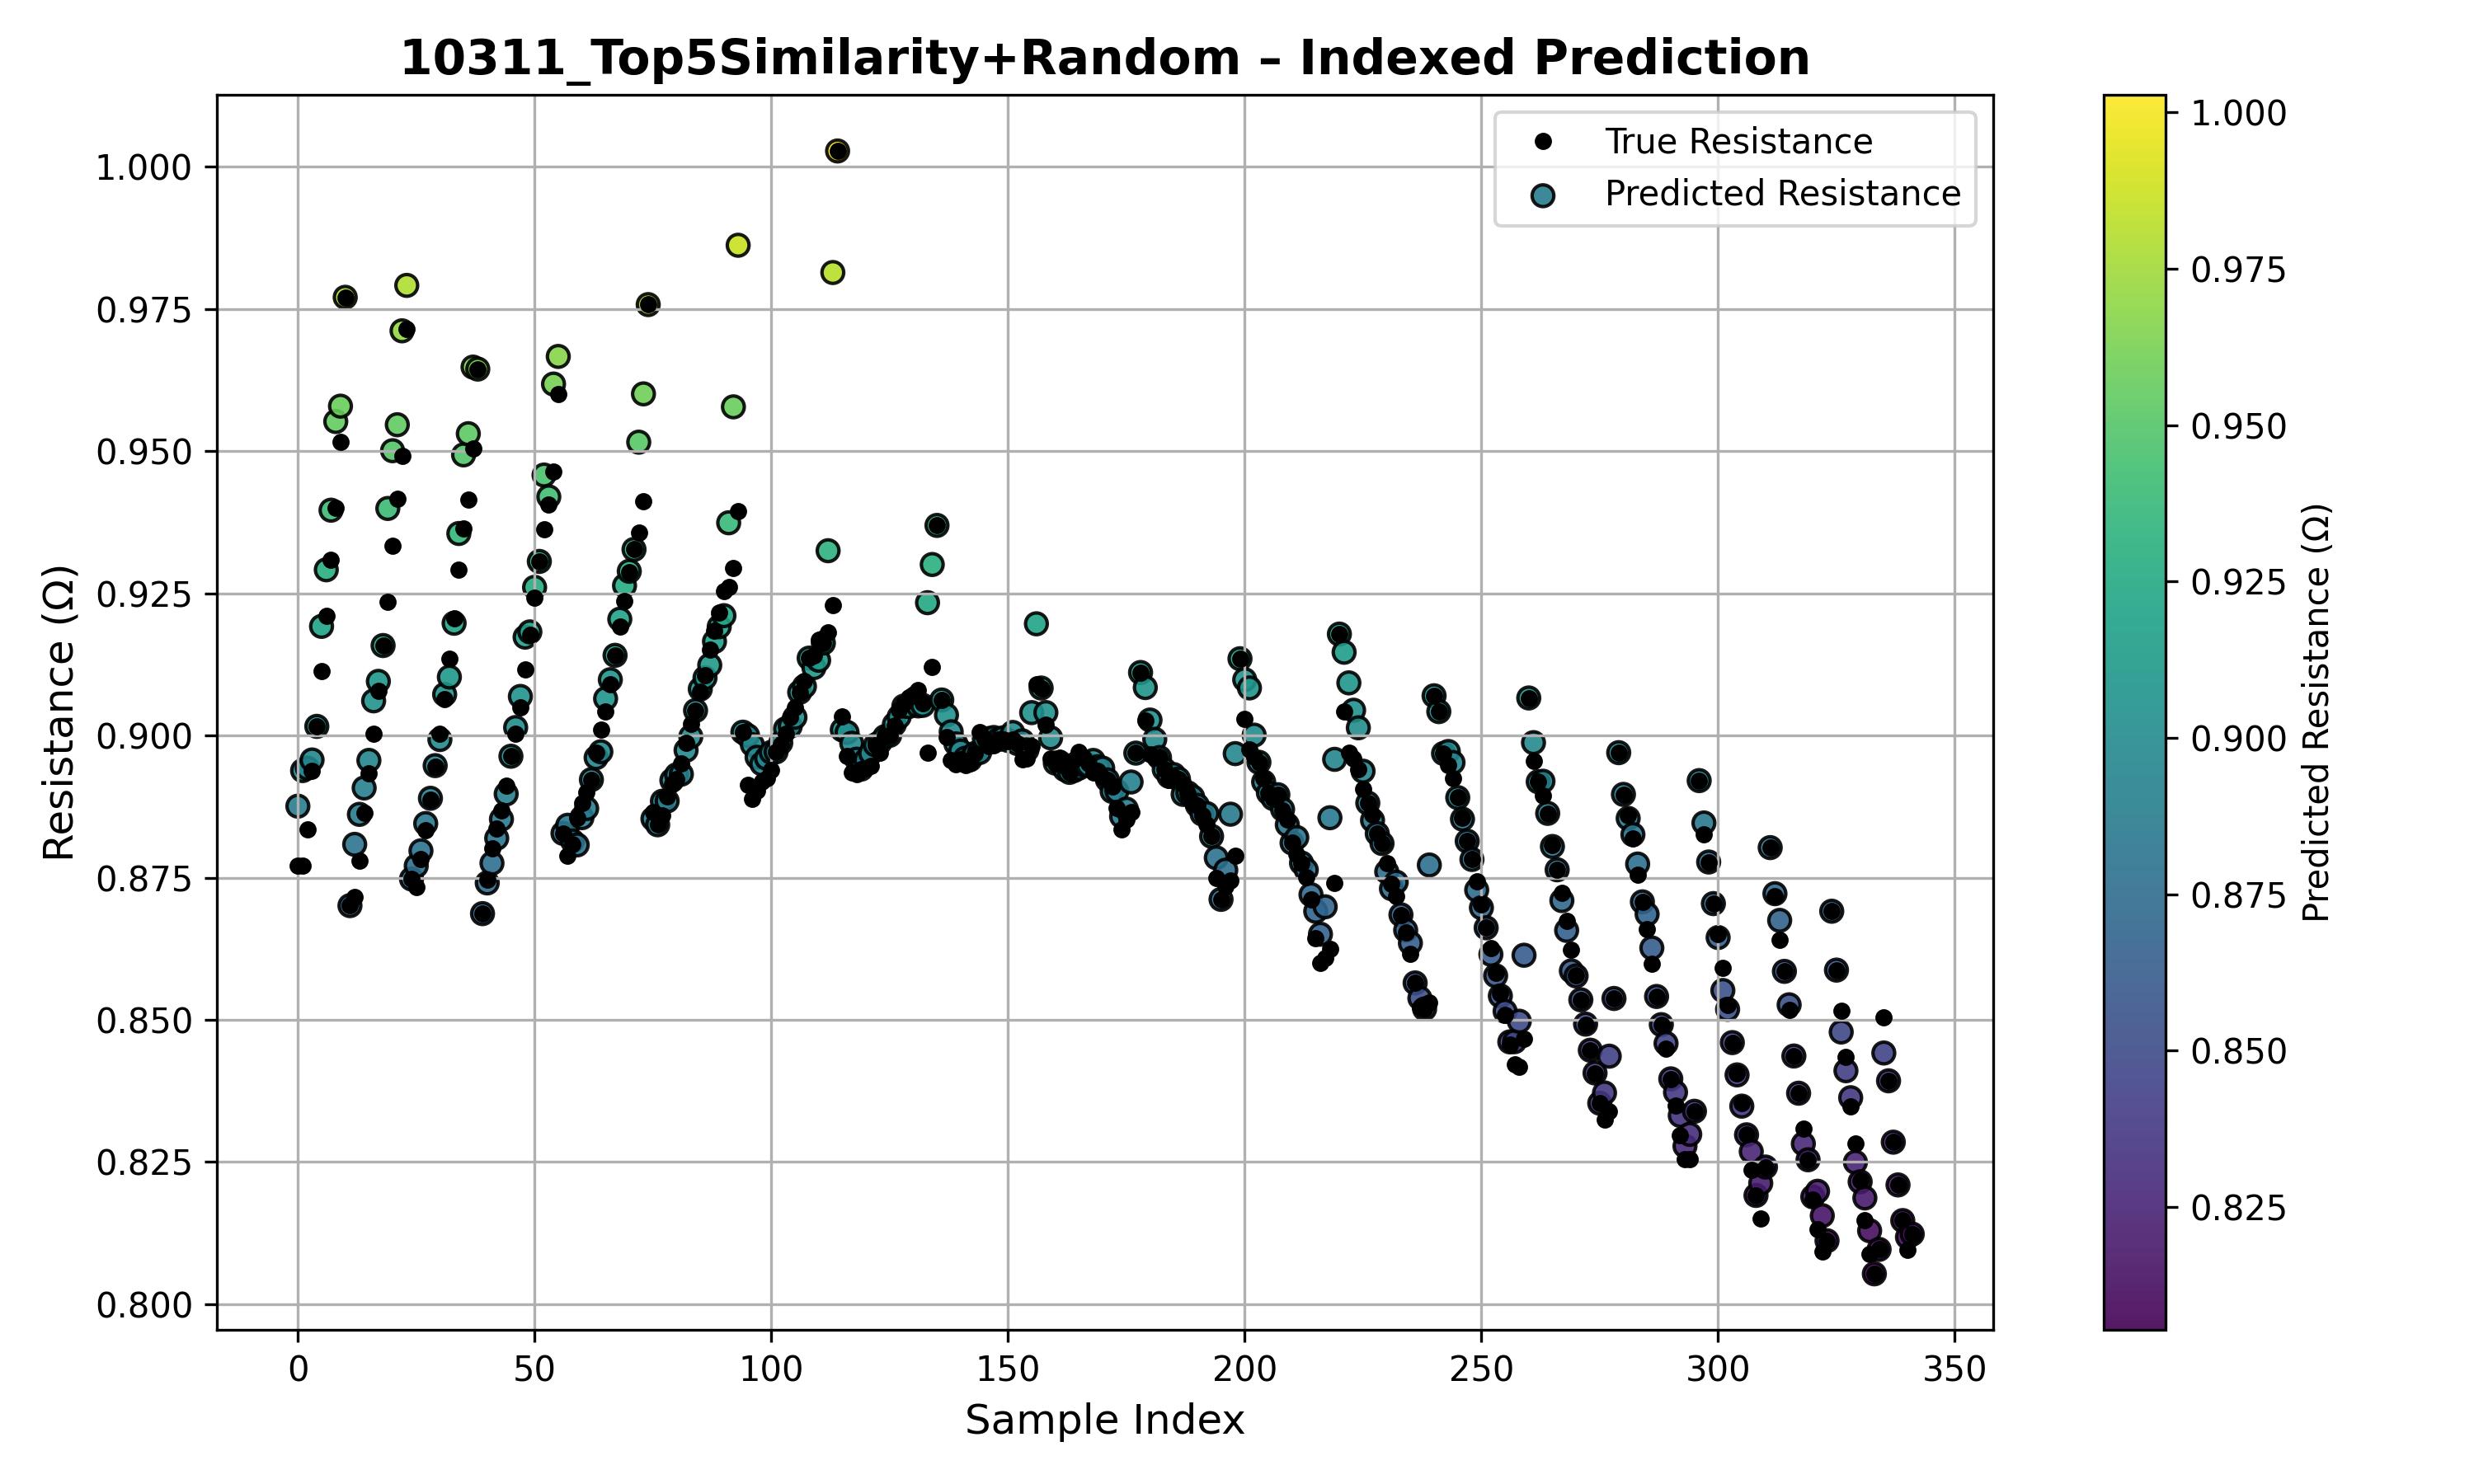 10311_Top5Similarity+Random – Indexed Prediction
True Resistance
Predicted Resistance
Resistance (Ω)
1.000
0.975
0.950
0.925
0.900
0.875
0.850
0.825
0.800
0 50 100 150 200 250 300 350
Sample Index
1.000
0.975
0.950
0.925
0.900
0.875
0.850
0.825
Predicted Resistance (Ω)